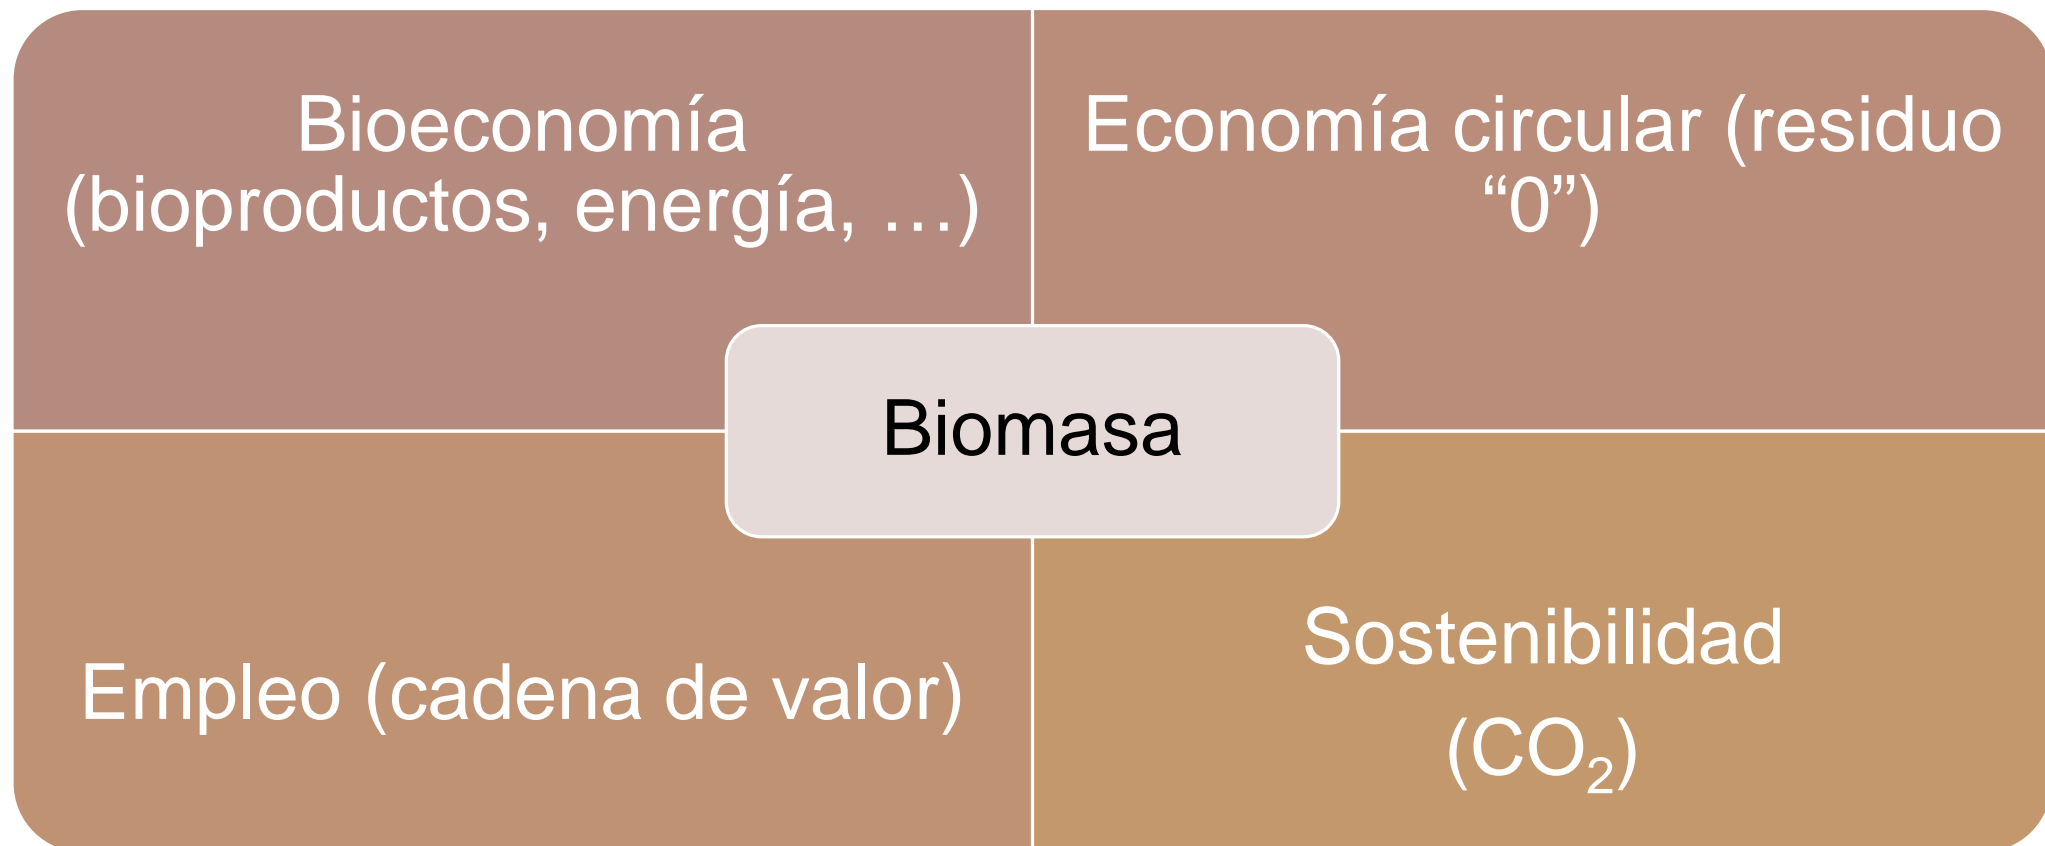 Bioeconomía
(bioproductos, energía, …)
Economía circular (residuo
“0”)
Biomasa
Empleo (cadena de valor)
Sostenibilidad
(CO₂)